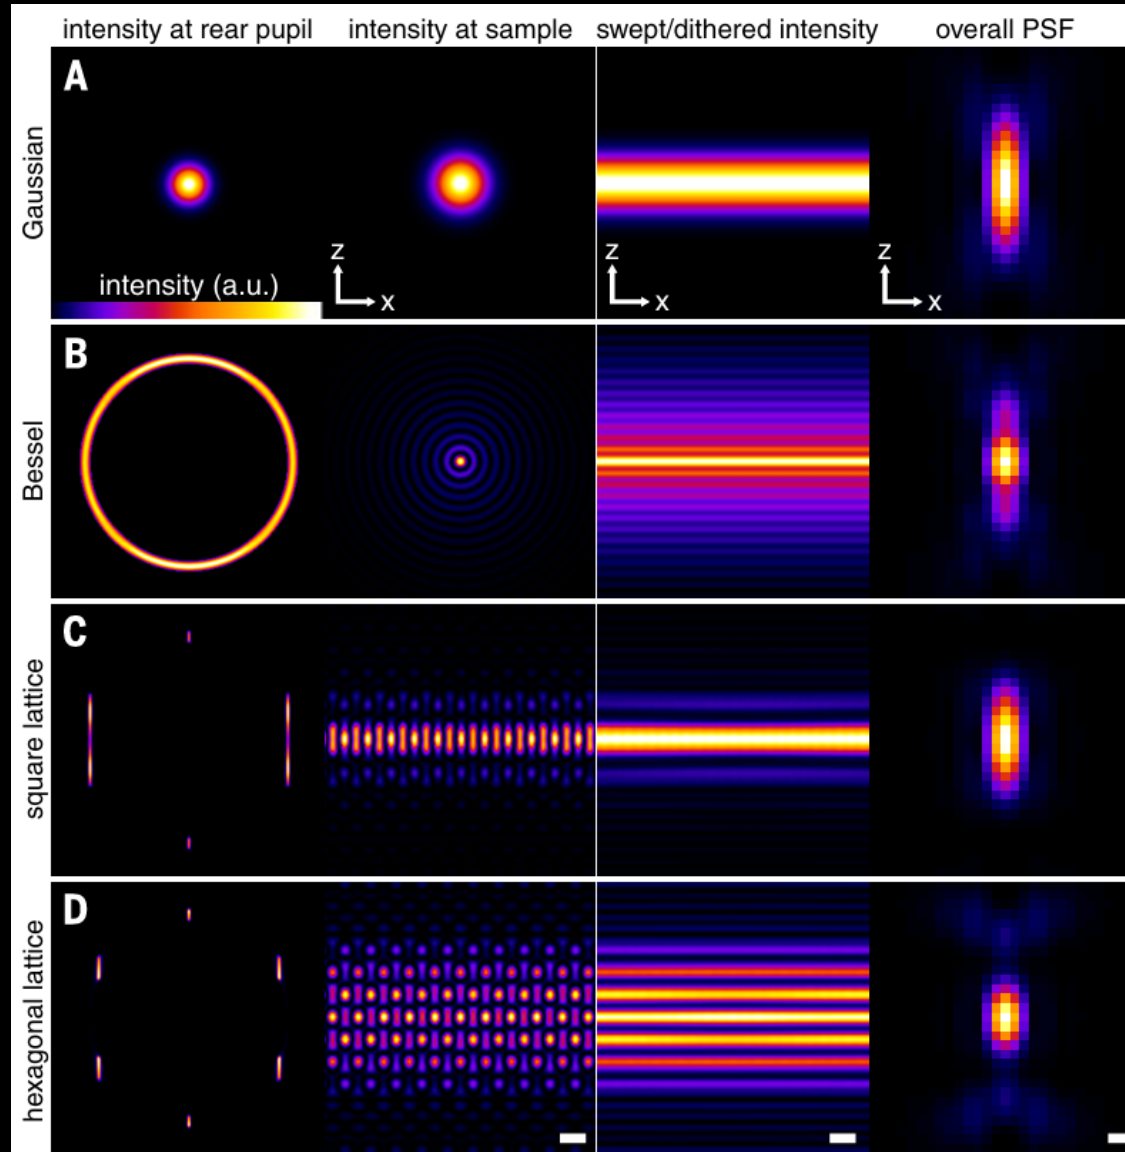 intensity at rear pupil
intensity at sample
swept/dithered intensity
overall PSF
Gaussian
A
intensity (a.u.)
z
x
z
x
z
x
Bessel
B
square lattice
C
hexagonal lattice
D